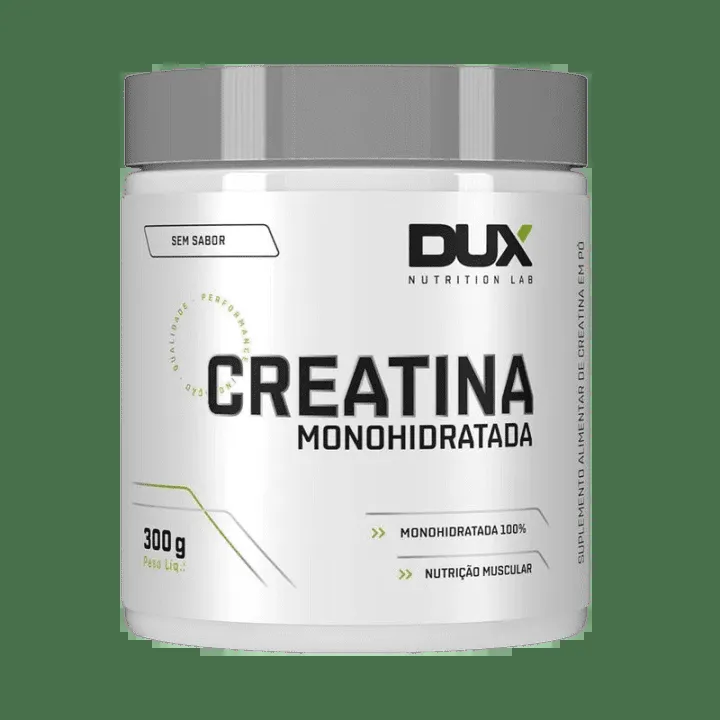 SEM SABOR
DUX
NUTRITION LAB
QUALIDADE · PERFORMANCE
CREATINA
MONOHIDRATADA
300 g
Peso Líq.:
MONOHIDRATADA 100%
NUTRIÇÃO MUSCULAR
SUPLEMENTO ALIMENTAR DE CREATINA EM PÓ